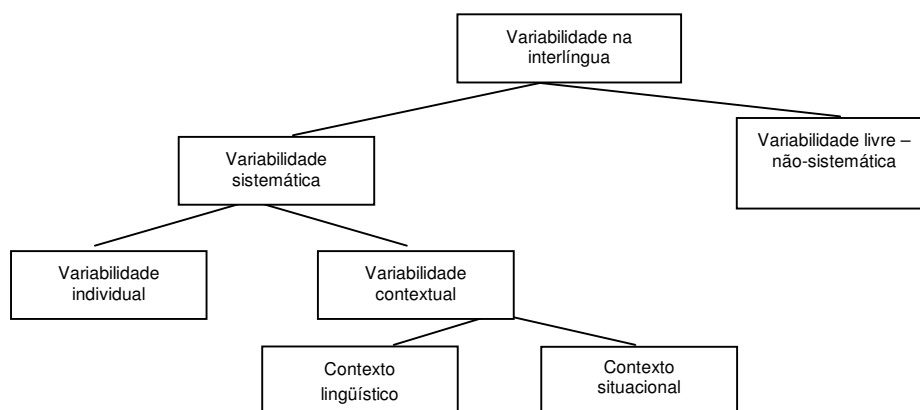 Variabilidade na
interlíngua
Variabilidade livre –
não-sistemática
Variabilidade
sistemática
Variabilidade
individual
Variabilidade
contextual
Contexto
lingüístico
Contexto
situacional